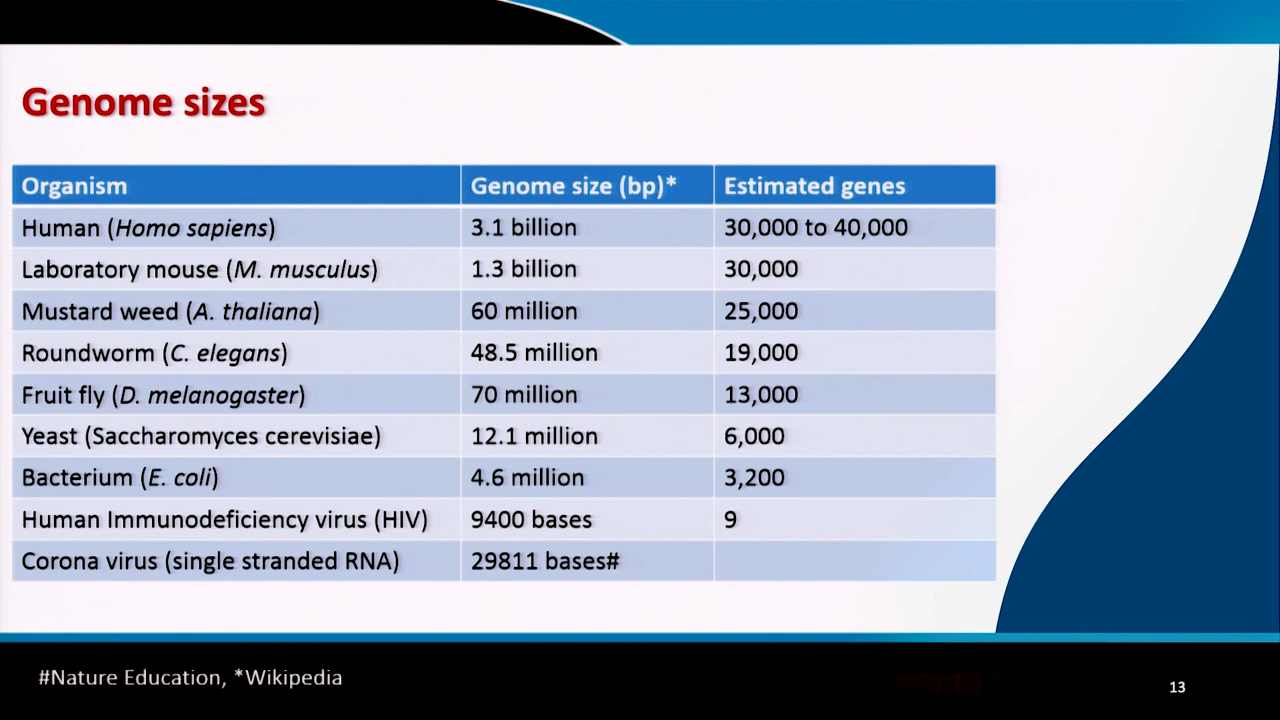 Genome sizes
Organism Genome size (bp)* Estimated genes
Human (Homo sapiens) 3.1 billion 30,000 to 40,000
Laboratory mouse (M. musculus) 1.3 billion 30,000
Mustard weed (A. thaliana) 60 million 25,000
Roundworm (C. elegans) 48.5 million 19,000
Fruit fly (D. melanogaster) 70 million 13,000
Yeast (Saccharomyces cerevisiae) 12.1 million 6,000
Bacterium (E. coli) 4.6 million 3,200
Human Immunodeficiency virus (HIV) 9400 bases 9
Corona virus (single stranded RNA) 29811 bases#
#Nature Education, *Wikipedia
13